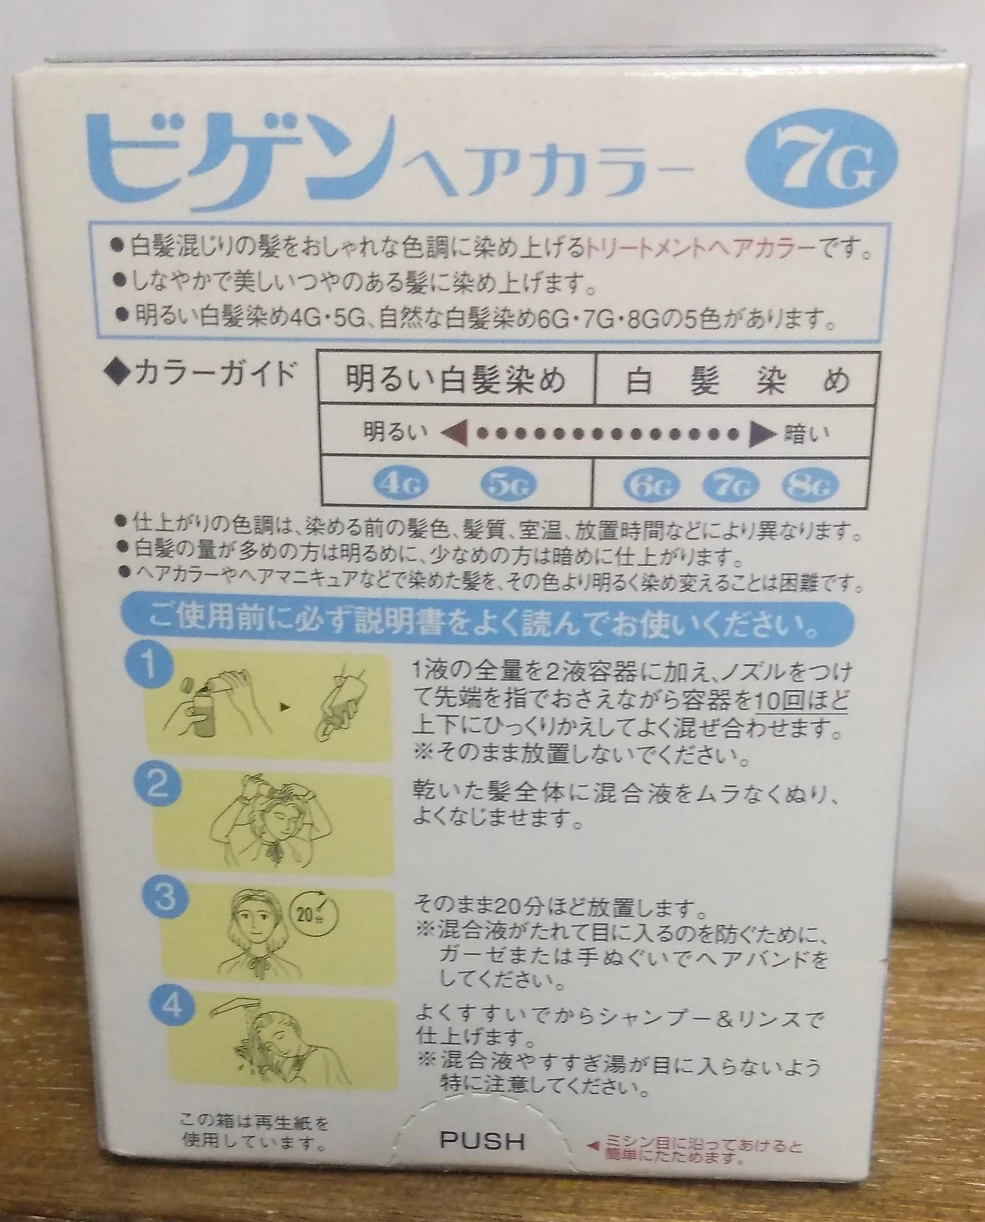 ビゲン ヘアカラー 7G
●白髪混じりの髪をおしゃれな色調に染め上げるトリートメントヘアカラーです。
●しなやかで美しいつやのある髪に染め上げます。
●明るい白髪染め4G・5G、自然な白髪染め6G・7G・8Gの5色があります。
◆カラーガイド
明るい白髪染め 白髪染め
明るい 暗い
4G 5G 6G 7G 8G
●仕上がりの色調は、染める前の髪色、髪質、室温、放置時間などにより異なります。
●白髪の量が多めの方は明るめに、少なめの方は暗めに仕上がります。
●ヘアカラーやヘアマニキュアなどで染めた髪を、その色より明るく染め変えることは困難です。
ご使用前に必ず説明書をよく読んでお使いください。
1
1液の全量を2液容器に加え、ノズルをつけ
て先端を指でおさえながら容器を10回ほど
上下にひっくりかえしてよく混ぜ合わせます。
※そのまま放置しないでください。
2
乾いた髪全体に混合液をムラなくぬり、
よくなじませます。
3
20分
そのまま20分ほど放置します。
※混合液がたれて目に入るのを防ぐために、
ガーゼまたは手ぬぐいでヘアバンドを
してください。
4
よくすすいでからシャンプー&リンスで
仕上げます。
※混合液やすすぎ湯が目に入らないよう
特に注意してください。
この箱は再生紙を
使用しています。
PUSH
◀ミシン目に沿ってあけると
簡単にたためます。